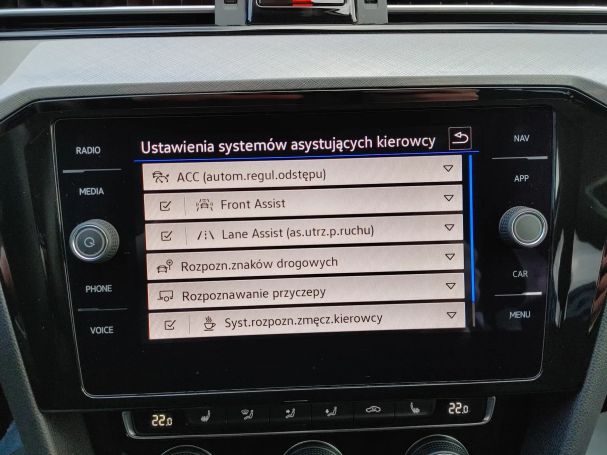 Ustawienia systemów asystujących kierowcy
RADIO
MEDIA
PHONE
VOICE
ACC (autom.regul.odstępu)
Front Assist
Lane Assist (as.utrz.p.ruchu)
Rozpozn.znaków drogowych
Rozpoznawanie przyczepy
Syst.rozpozn.zmęcz.kierowcy
NAV
APP
CAR
MENU
22.0
22.0